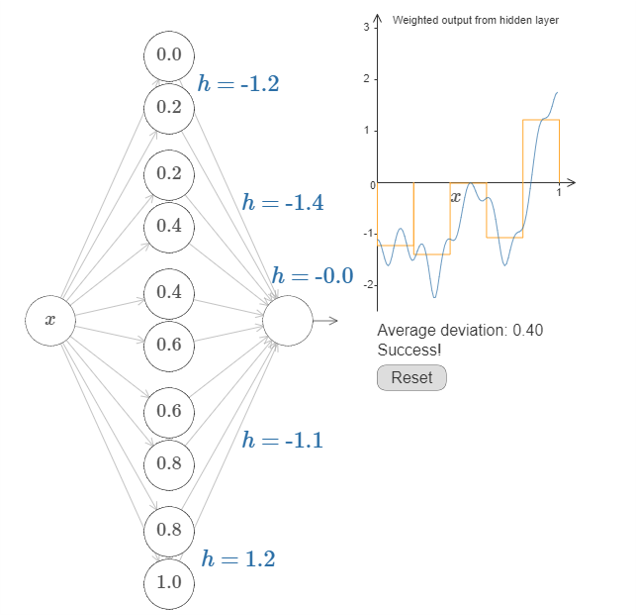 0.0
h = -1.2
0.2
0.2
h = -1.4
0.4
h = -0.0
0.4
x
0.6
0.6
h = -1.1
0.8
0.8
h = 1.2
1.0
Weighted output from hidden layer
3
2
1
0
x
1
-1
-2
Average deviation: 0.40
Success!
Reset